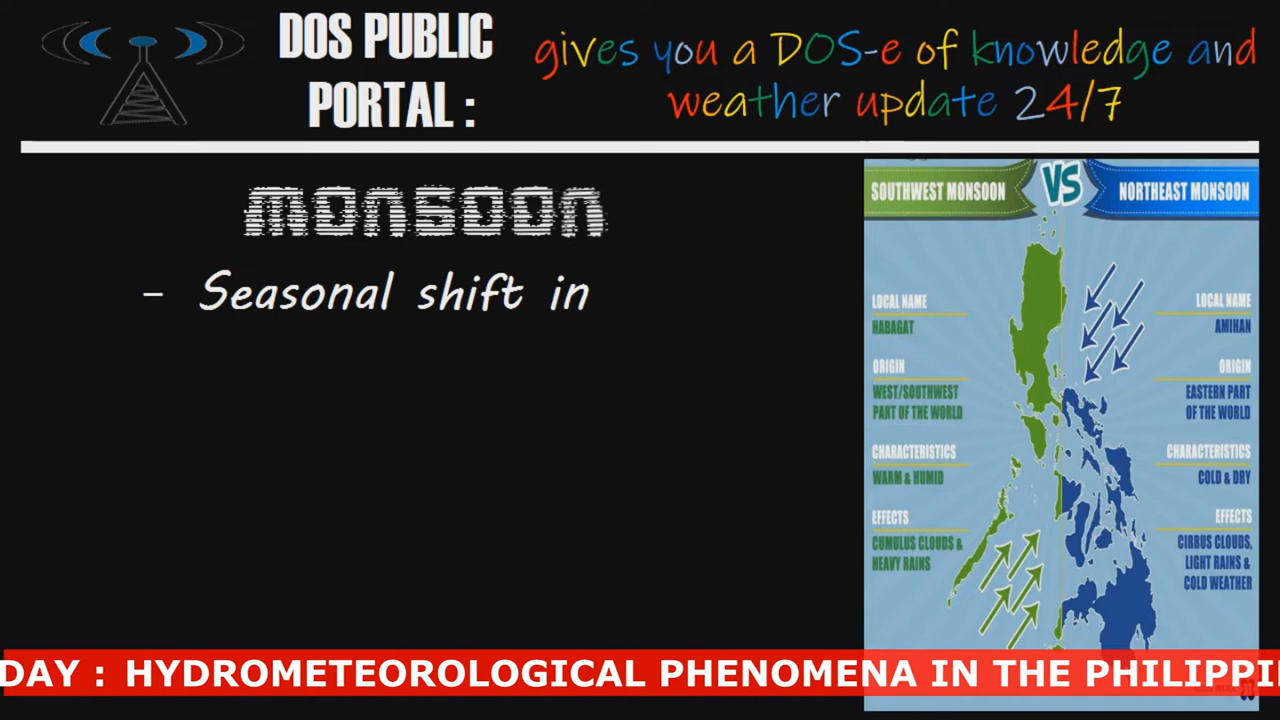 DOS PUBLIC
PORTAL :
gives you a DOS-e of knowledge and
weather update 24/7
MONSOON
- Seasonal shift in
SOUTHWEST MONSOON
VS
NORTHEAST MONSOON
LOCAL NAME
HABAGAT
ORIGIN
WEST/SOUTHWEST
PART OF THE WORLD
CHARACTERISTICS
WARM & HUMID
EFFECTS
CUMULUS CLOUDS &
HEAVY RAINS
LOCAL NAME
AMIHAN
ORIGIN
EASTERN PART
OF THE WORLD
CHARACTERISTICS
COLD & DRY
EFFECTS
CIRRUS CLOUDS,
LIGHT RAINS &
COLD WEATHER
DAY : HYDROMETEOROLOGICAL PHENOMENA IN THE PHILIPPI